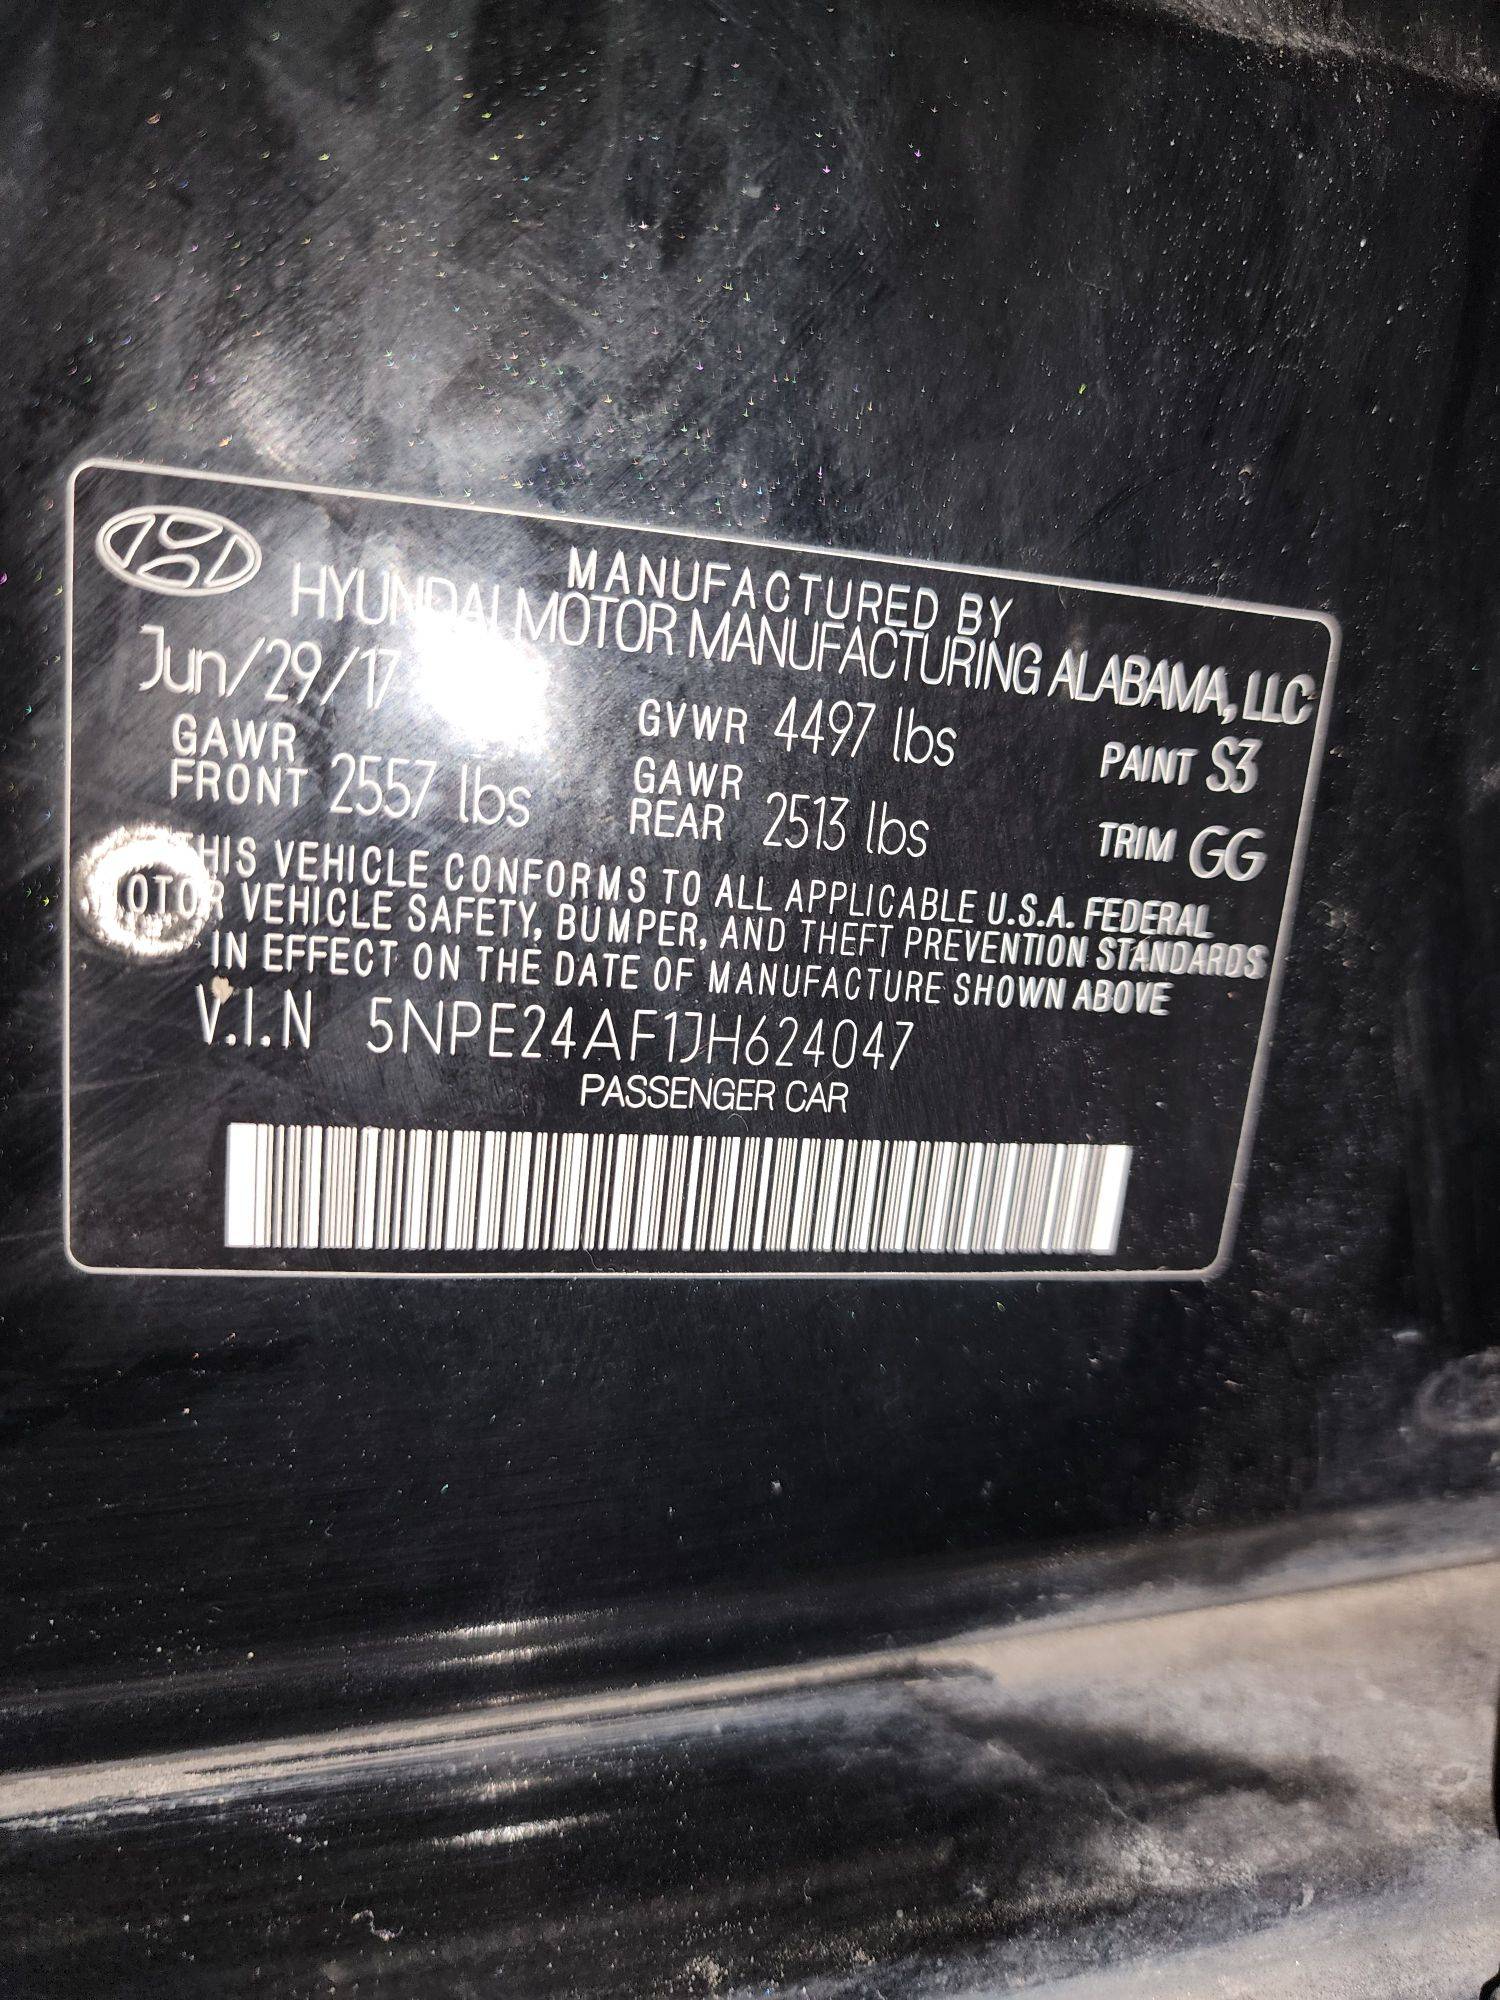 MANUFACTURED BY
HYUNDAI MOTOR MANUFACTURING ALABAMA, LLC
Jun/29/17 GVWR 4497 lbs PAINT S3
GAWR FRONT 2557 lbs GAWR REAR 2513 lbs TRIM GG
THIS VEHICLE CONFORMS TO ALL APPLICABLE U.S.A. FEDERAL
MOTOR VEHICLE SAFETY, BUMPER, AND THEFT PREVENTION STANDARDS
IN EFFECT ON THE DATE OF MANUFACTURE SHOWN ABOVE
V.I.N 5NPE24AF1JH624047
PASSENGER CAR